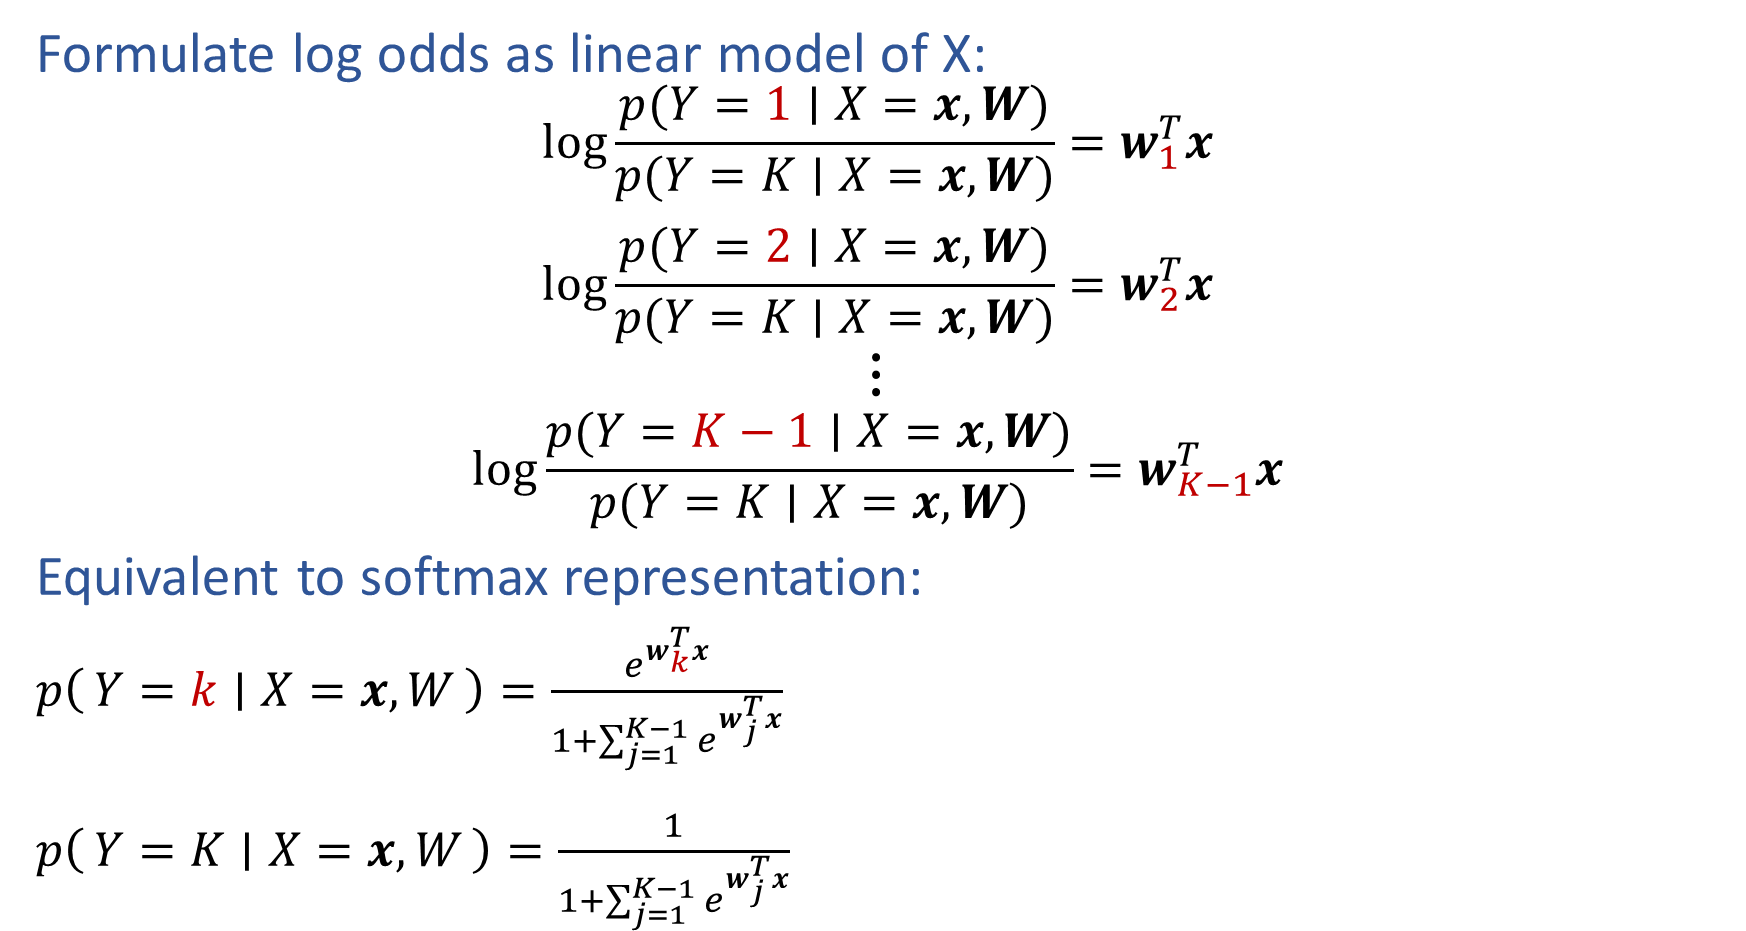 Formulate log odds as linear model of X:
log p(Y = 1 | X = x, W) / p(Y = K | X = x, W) = w_1^T x
log p(Y = 2 | X = x, W) / p(Y = K | X = x, W) = w_2^T x
⋮
log p(Y = K − 1 | X = x, W) / p(Y = K | X = x, W) = w_{K−1}^T x
Equivalent to softmax representation:
p( Y = k | X = x, W ) = e^{w_k^T x} / 1+∑_{j=1}^{K−1} e^{w_j^T x}
p( Y = K | X = x, W ) = 1 / 1+∑_{j=1}^{K−1} e^{w_j^T x}